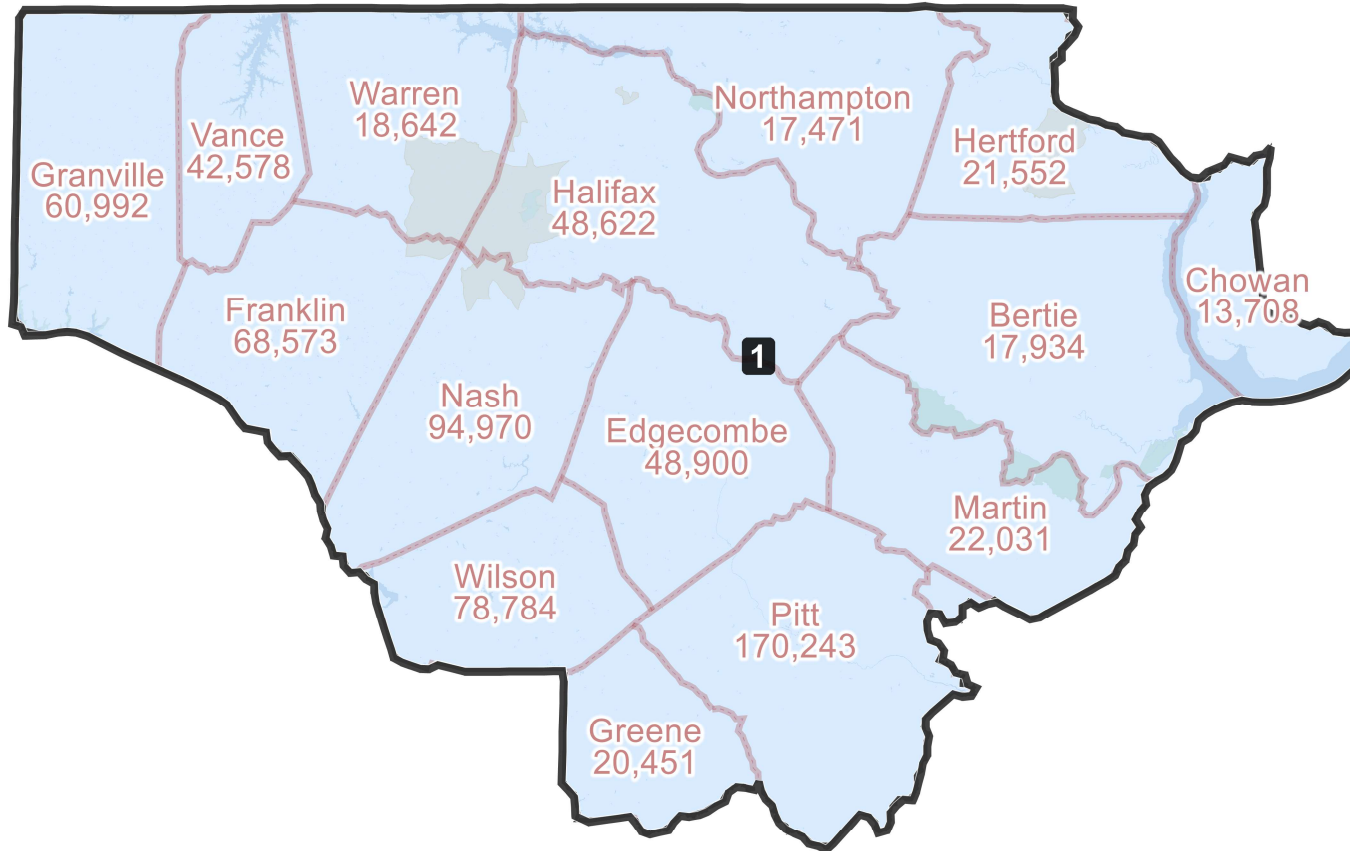 Warren
18,642
Northampton
17,471
Vance
42,578
Hertford
21,552
Granville
60,992
Halifax
48,622
Chowan
13,708
Franklin
68,573
Bertie
17,934
1
Nash
94,970
Edgecombe
48,900
Martin
22,031
Wilson
78,784
Pitt
170,243
Greene
20,451